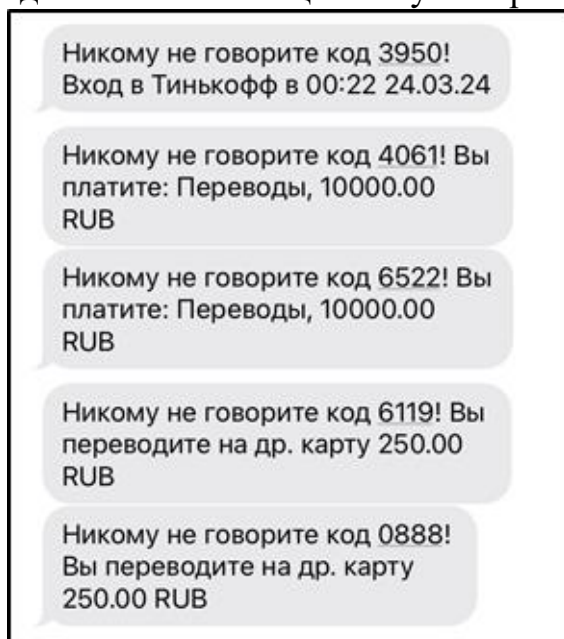 Никому не говорите код 3950!
Вход в Тинькофф в 00:22 24.03.24
Никому не говорите код 4061! Вы
платите: Переводы, 10000.00
RUB
Никому не говорите код 6522! Вы
платите: Переводы, 10000.00
RUB
Никому не говорите код 6119! Вы
переводите на др. карту 250.00
RUB
Никому не говорите код 0888!
Вы переводите на др. карту
250.00 RUB